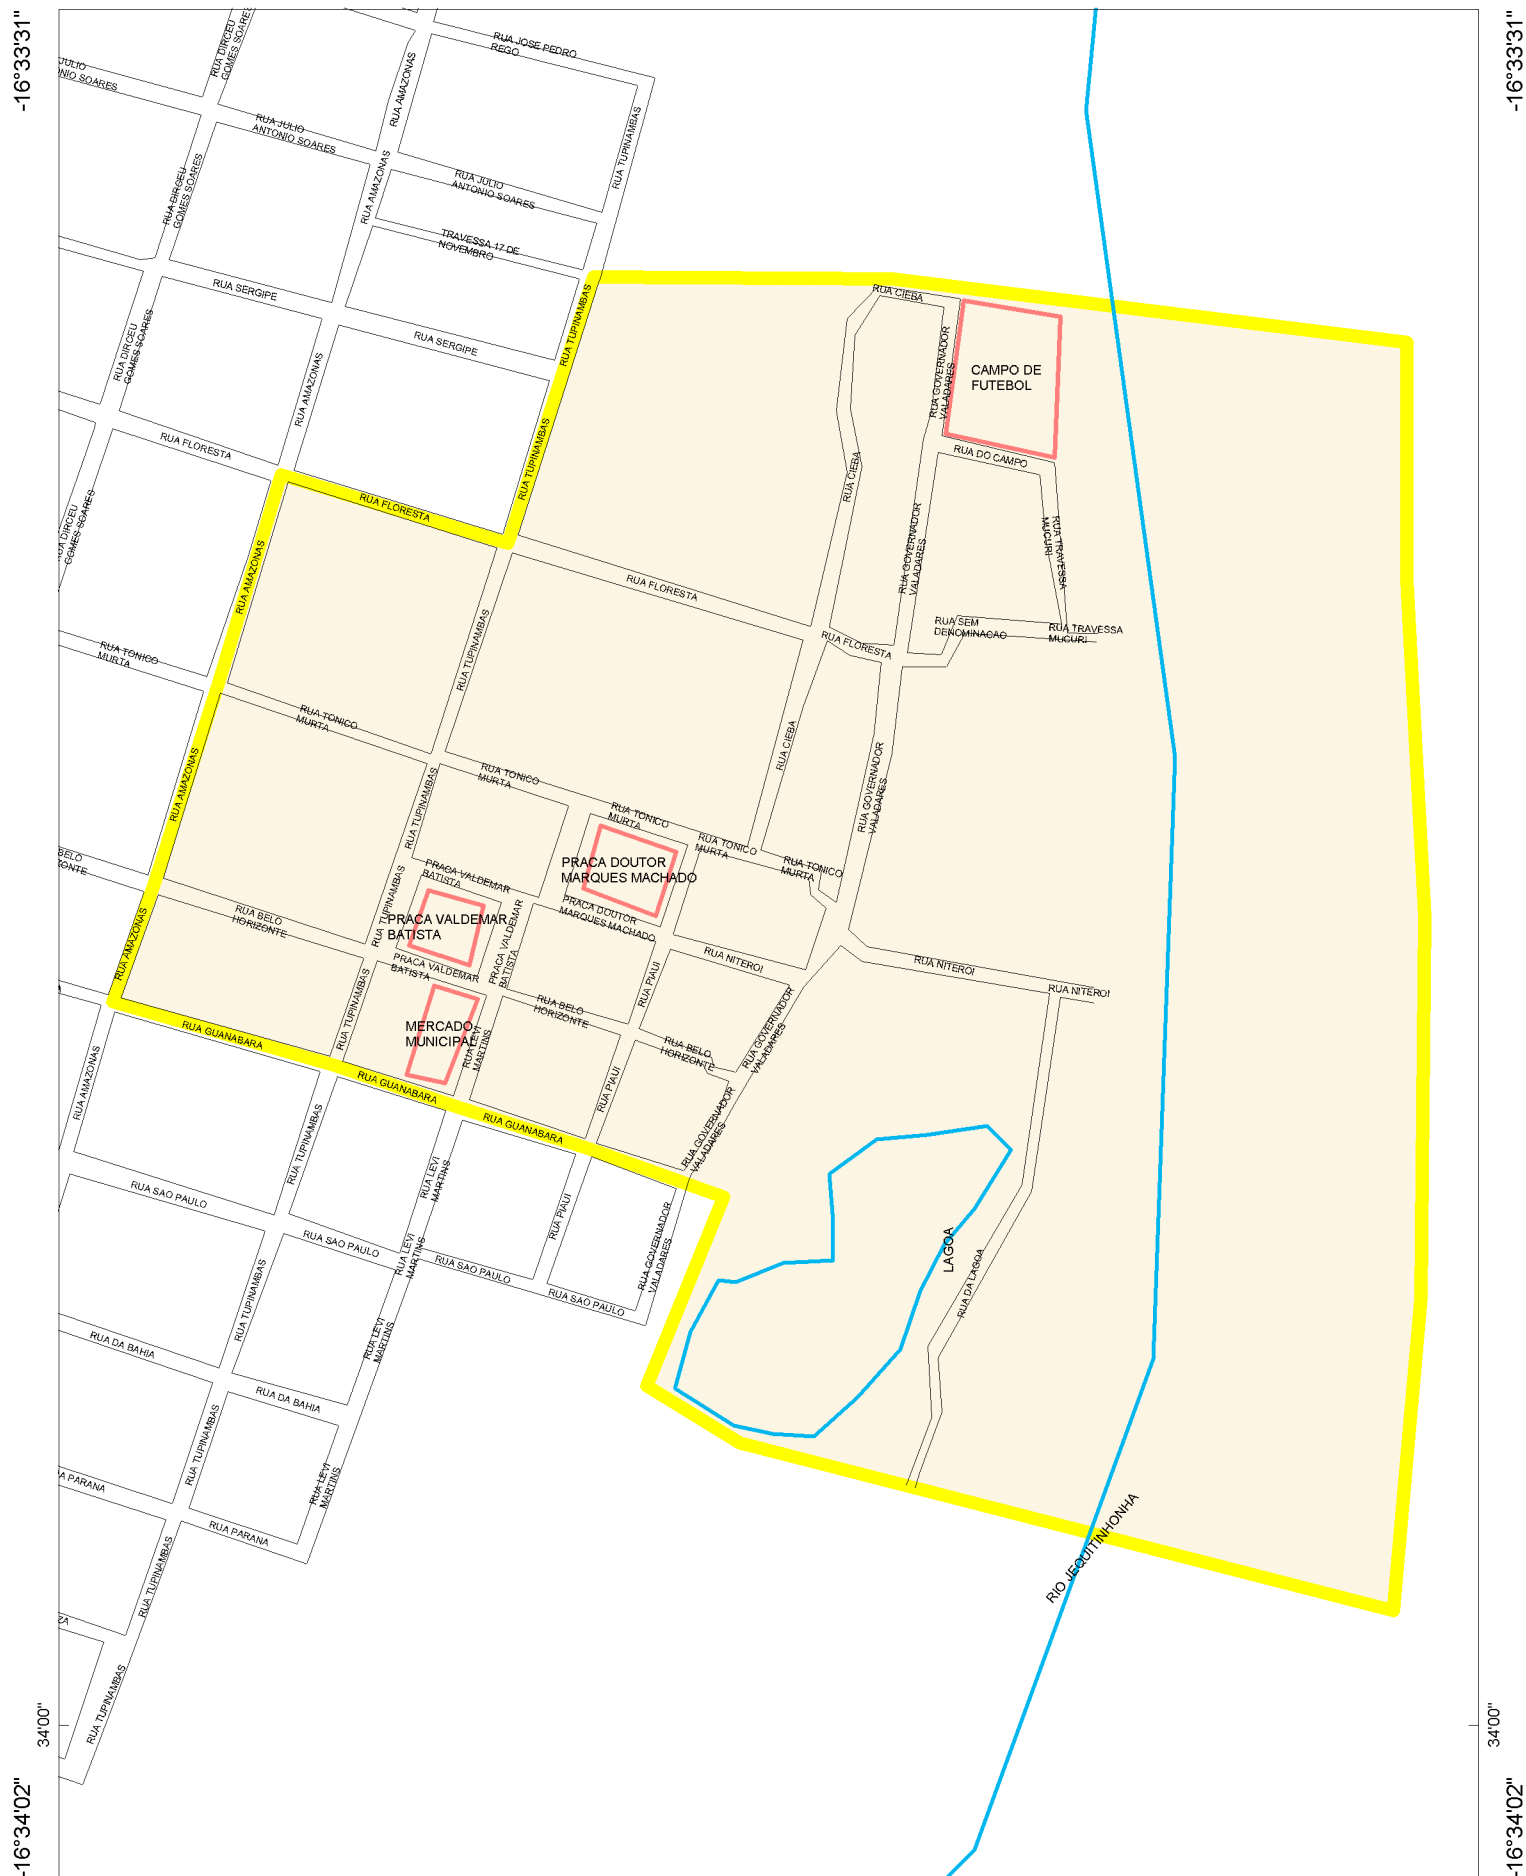 -16°33'31"
-16°33'31"
RUA DIRCEU
GOMES SOARES
RUA JOSE PEDRO
REGO
JULIO
NIO SOARES
RUA AMAZONAS
RUA JULIO
ANTONIO SOARES
RUA TUPINAMBAS
RUA DIRCEU
GOMES SOARES
RUA AMAZONAS
RUA JULIO
ANTONIO SOARES
TRAVESSA 17 DE
NOVEMBRO
RUA SERGIPE
RUA CIEBA
RUA TUPINAMBAS
RUA DIRCEU
GOMES SOARES
RUA SERGIPE
RUA GOVERNADOR
VALADARES
CAMPO DE
FUTEBOL
RUA AMAZONAS
RUA FLORESTA
RUA TUPINAMBAS
RUA DO CAMPO
RUA CIEBA
RUA DIRCEU
GOMES SOARES
RUA FLORESTA
RUA GOVERNADOR
VALADARES
RUA TRAVESSA
MUCURI
RUA AMAZONAS
RUA FLORESTA
RUA SEM
DENOMINACAO
RUA TRAVESSA
MUCURI
RUA TONICO
MURTA
RUA TUPINAMBAS
RUA FLORESTA
RUA TONICO
MURTA
RUA CIEBA
RUA AMAZONAS
RUA TUPINAMBAS
RUA TONICO
MURTA
RUA GOVERNADOR
VALADARES
RUA TONICO
MURTA
RUA TONICO
MURTA
RUA TONICO
MURTA
BELO
ZONTE
PRACA VALDEMAR
BATISTA
PRACA DOUTOR
MARQUES MACHADO
RUA TUPINAMBAS
RUA BELO
HORIZONTE
PRACA VALDEMAR
BATISTA
PRACA DOUTOR
MARQUES MACHADO
RUA AMAZONAS
PRACA VALDEMAR
BATISTA
PRACA VALDEMAR
BATISTA
RUA NITEROI
RUA NITEROI
RUA PIAUI
RUA NITEROI
RUA TUPINAMBAS
RUA BELO
HORIZONTE
RUA GUANABARA
MERCADO
MUNICIPAL
RUA LEVI
MARTINS
RUA BELO
HORIZONTE
RUA GOVERNADOR
VALADARES
RUA AMAZONAS
RUA GUANABARA
RUA PIAUI
RUA GUANABARA
RUA GOVERNADOR
VALADARES
RUA TUPINAMBAS
RUA LEVI
MARTINS
RUA SAO PAULO
RUA PIAUI
RUA GOVERNADOR
VALADARES
RUA SAO PAULO
RUA LEVI
MARTINS
RUA SAO PAULO
LAGOA
RUA DA LAGOA
RUA TUPINAMBAS
RUA SAO PAULO
RUA DA BAHIA
RUA LEVI
MARTINS
RUA DA BAHIA
RUA TUPINAMBAS
A PARANA
RUA LEVI
MARTINS
RUA PARANA
RIO JEQUITINHONHA
RUA TUPINAMBAS
ZA
RUA TUPINAMBAS
34'00"
34'00"
-16°34'02"
-16°34'02"